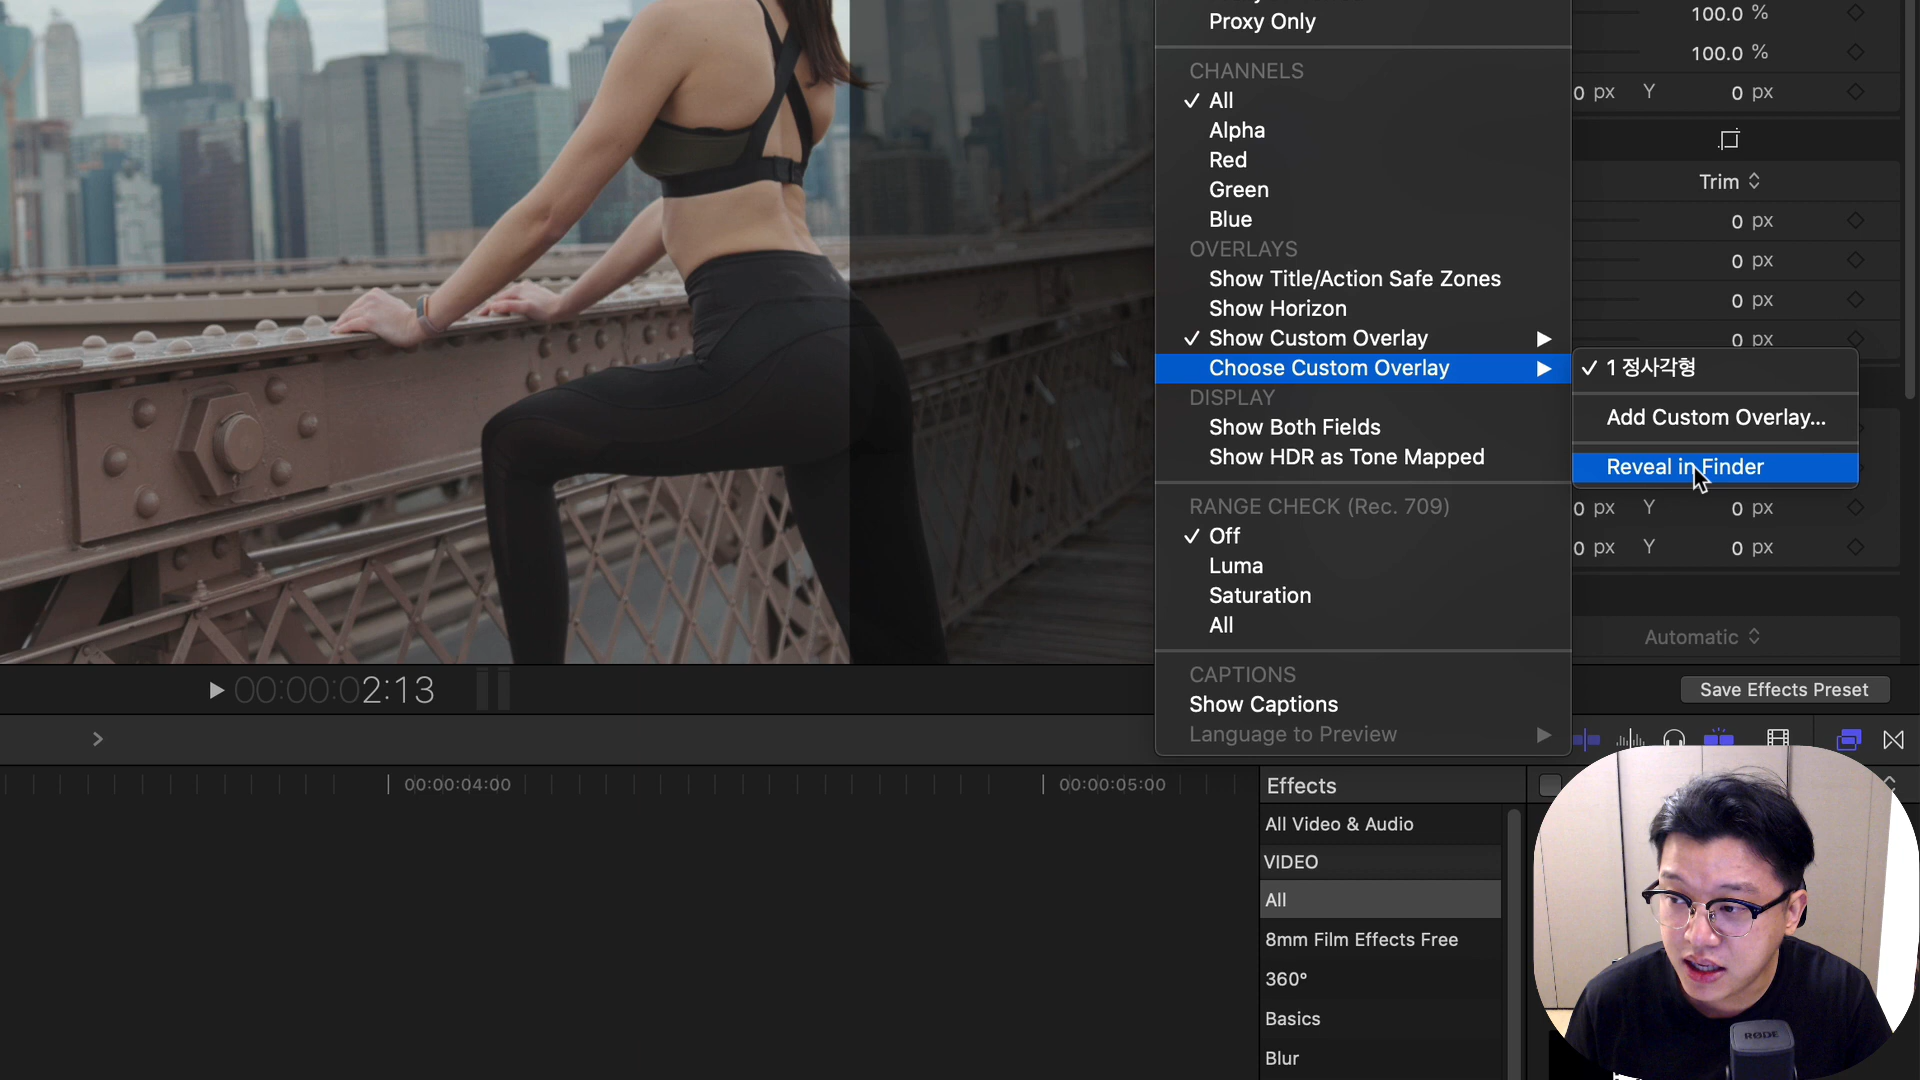 Proxy Only
CHANNELS
✓ All
Alpha
Red
Green
Blue
OVERLAYS
Show Title/Action Safe Zones
Show Horizon
✓ Show Custom Overlay
Choose Custom Overlay
DISPLAY
Show Both Fields
Show HDR as Tone Mapped
RANGE CHECK (Rec. 709)
✓ Off
Luma
Saturation
All
CAPTIONS
Show Captions
Language to Preview
✓ 1 정사각형
Add Custom Overlay...
Reveal in Finder
100.0 %
100.0 %
0 px Y 0 px
Trim
0 px
0 px
0 px
0 px
0 px Y 0 px
0 px Y 0 px
Automatic
00:00:02:13
Save Effects Preset
00:00:04:00
00:00:05:00
Effects
All Video & Audio
VIDEO
All
8mm Film Effects Free
360°
Basics
Blur
RØDE